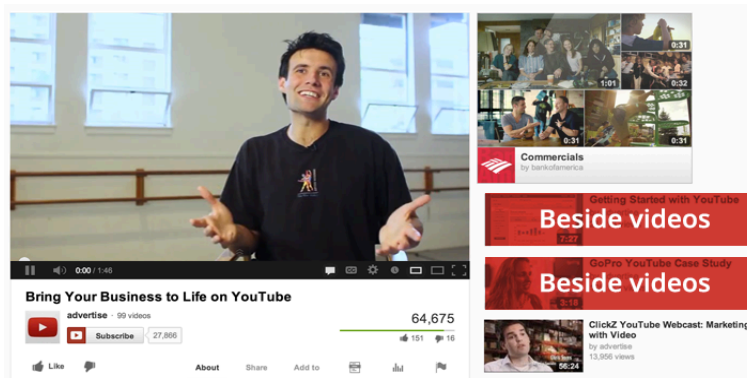 0:00 / 1:46
Bring Your Business to Life on YouTube
advertise · 99 videos
Subscribe
27,866
64,675
151
16
Like
About
Share
Add to
1:01
0:31
0:32
0:31
0:31
Commercials
by bankofamerica
Getting Started with YouTube
Beside videos
7:27
GoPro YouTube Case Study
Beside videos
3:18
ClickZ YouTube Webcast: Marketing
with Video
by advertise
13,956 views
56:24